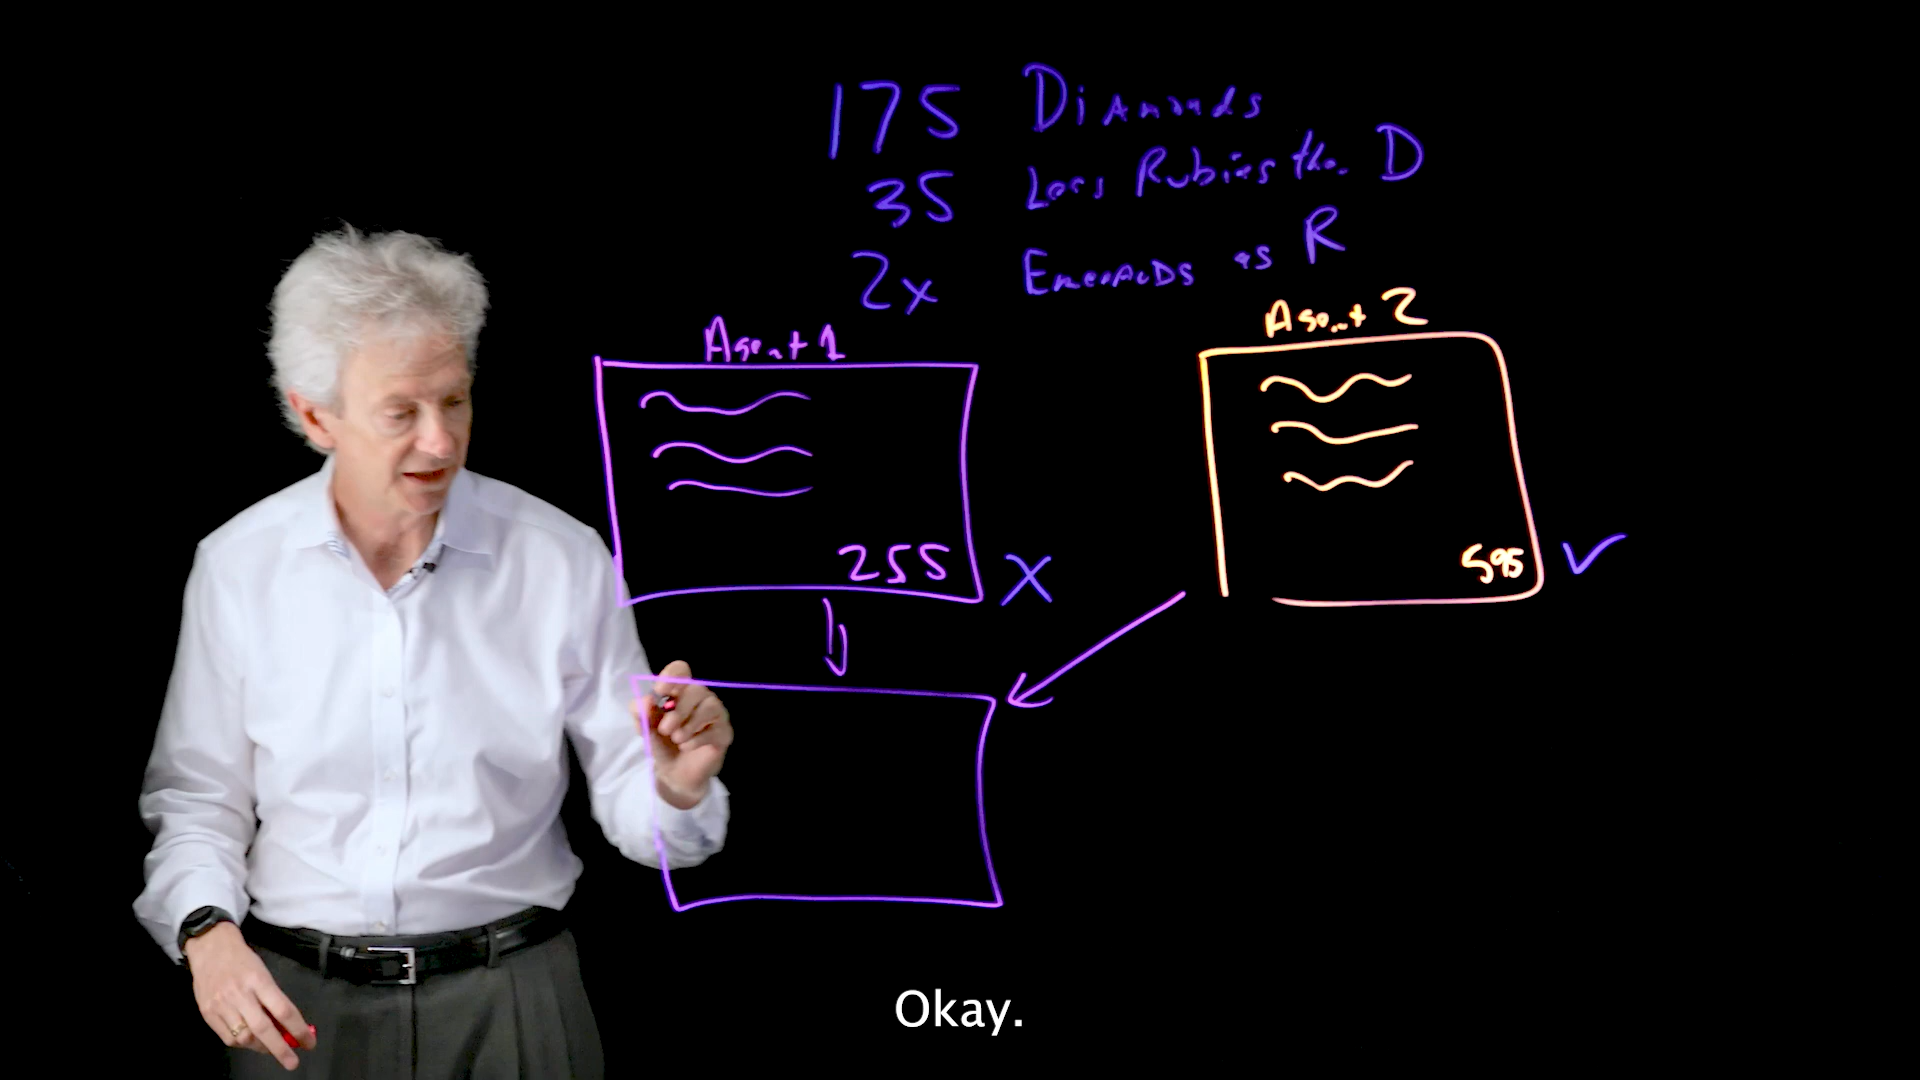 175 Diamonds
35 Less Rubies than D
2x Emeralds as R
Agent 1
Agent 2
255 X
595 ✓
Okay.